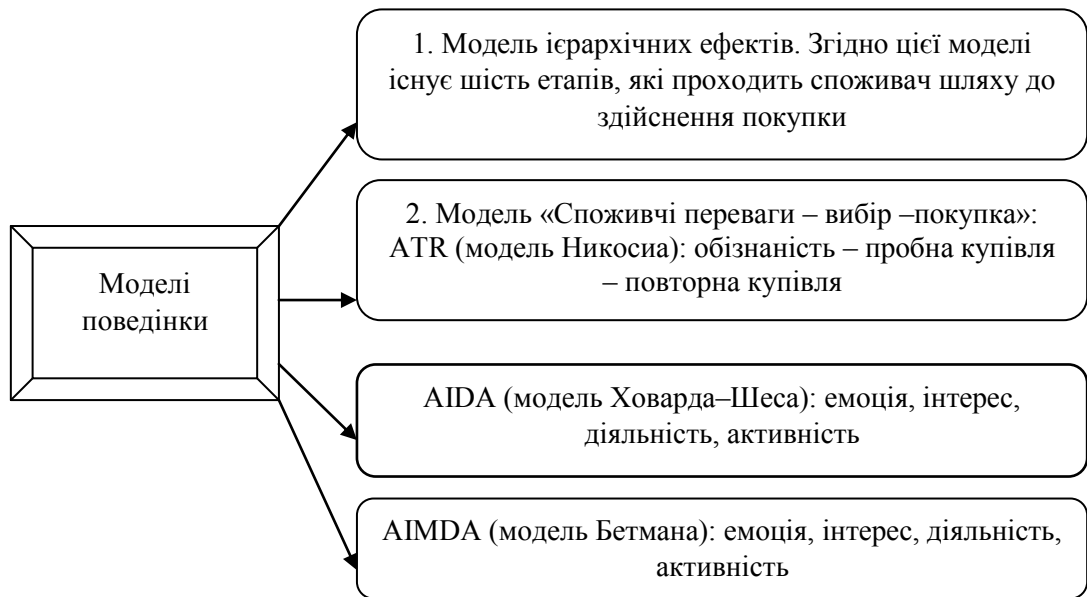 1. Модель ієрархічних ефектів. Згідно цієї моделі
існує шість етапів, які проходить споживач шляху до
здійснення покупки
2. Модель «Споживчі переваги – вибір –покупка»:
ATR (модель Никосиа): обізнаність – пробна купівля
– повторна купівля
Моделі
поведінки
AIDA (модель Ховарда–Шеса): емоція, інтерес,
діяльність, активність
AIMDA (модель Бетмана): емоція, інтерес, діяльність,
активність